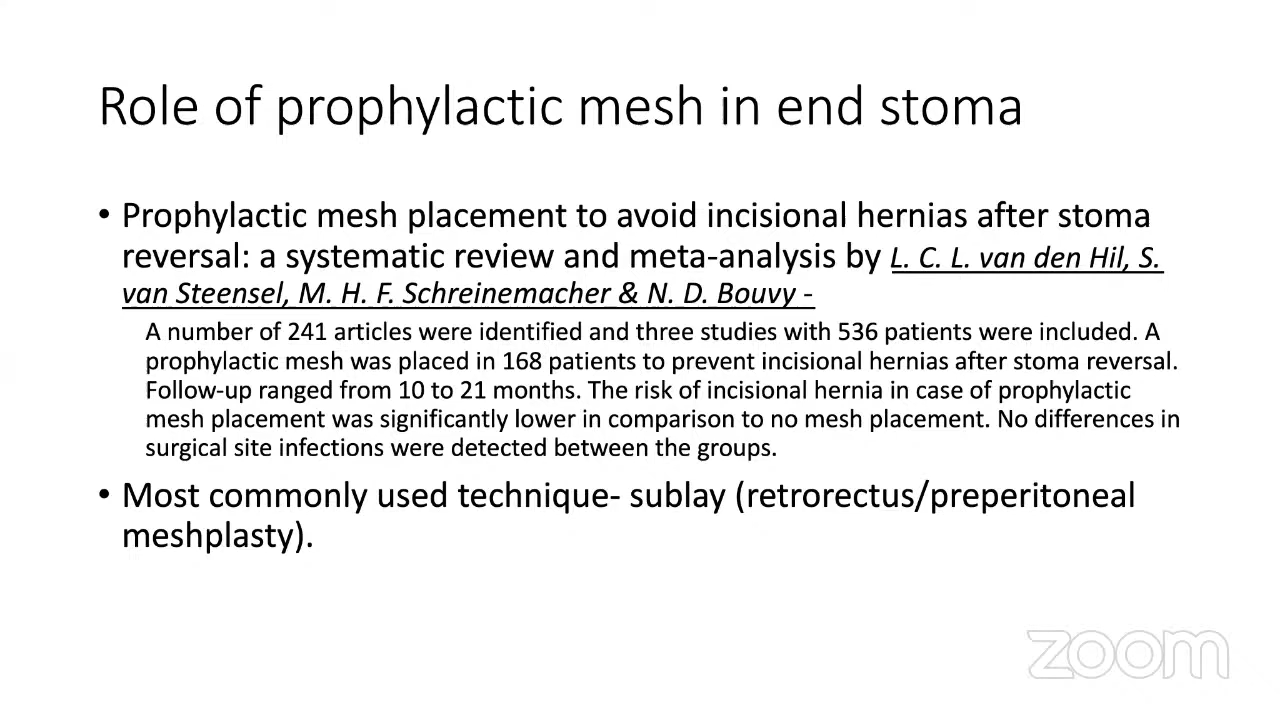 Role of prophylactic mesh in end stoma
• Prophylactic mesh placement to avoid incisional hernias after stoma
reversal: a systematic review and meta-analysis by L. C. L. van den Hil, S.
van Steensel, M. H. F. Schreinemacher & N. D. Bouvy -
A number of 241 articles were identified and three studies with 536 patients were included. A
prophylactic mesh was placed in 168 patients to prevent incisional hernias after stoma reversal.
Follow-up ranged from 10 to 21 months. The risk of incisional hernia in case of prophylactic
mesh placement was significantly lower in comparison to no mesh placement. No differences in
surgical site infections were detected between the groups.
• Most commonly used technique- sublay (retrorectus/preperitoneal
meshplasty).
zoom